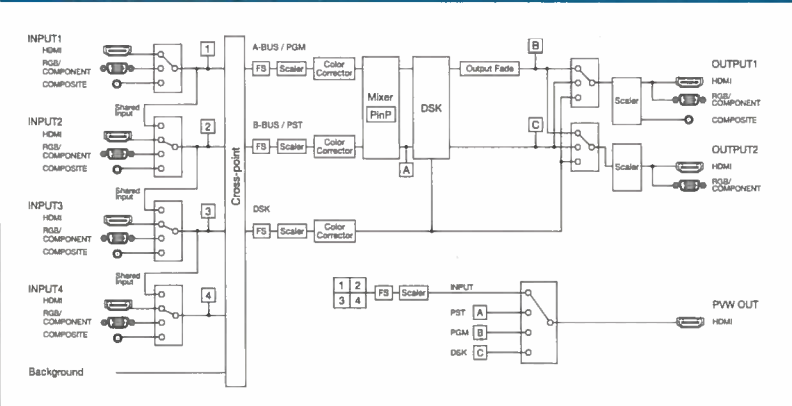 INPUT1
HDMI
RGB/
COMPONENT
COMPOSITE
1
Shared
Input
INPUT2
HDMI
RGB/
COMPONENT
COMPOSITE
2
Shared
Input
INPUT3
HDMI
RGB/
COMPONENT
COMPOSITE
3
Shared
Input
INPUT4
HDMI
RGB/
COMPONENT
COMPOSITE
4
Background
Cross-point
A-BUS / PGM
FS
Scaler
Color
Corrector
B-BUS / PST
FS
Scaler
Color
Corrector
DSK
FS
Scaler
Color
Corrector
Mixer
PinP
A
DSK
Output Fade
B
C
Scaler
OUTPUT1
HDMI
RGB/
COMPONENT
COMPOSITE
Scaler
OUTPUT2
HDMI
RGB/
COMPONENT
1 2
3 4
FS
Scaler
INPUT
PST A
PGM B
DSK C
PVW OUT
HDMI